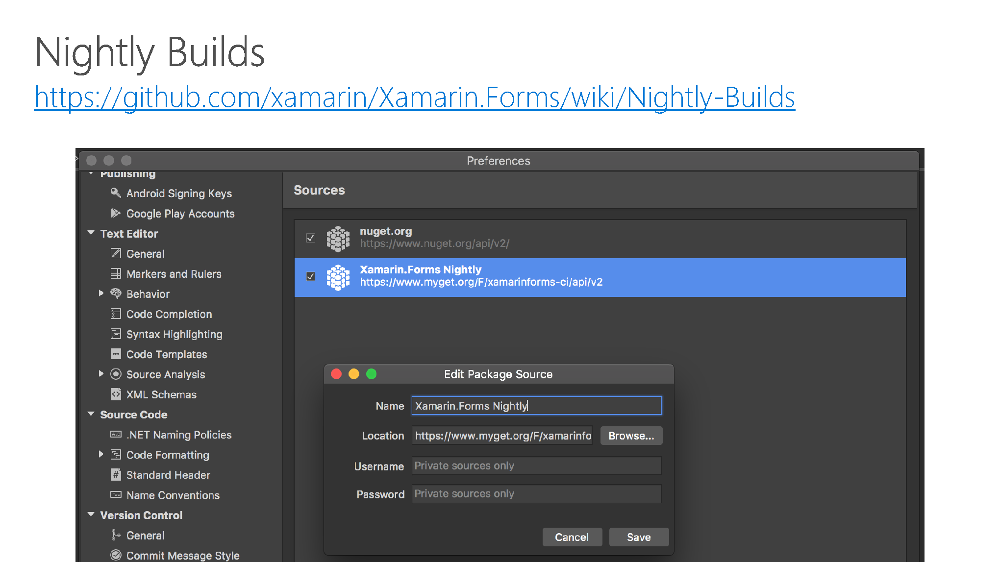 Nightly Builds
https://github.com/xamarin/Xamarin.Forms/wiki/Nightly-Builds
Preferences
Publishing
Android Signing Keys
Google Play Accounts
Text Editor
General
Markers and Rulers
Behavior
Code Completion
Syntax Highlighting
Code Templates
Source Analysis
XML Schemas
Source Code
.NET Naming Policies
Code Formatting
Standard Header
Name Conventions
Version Control
General
Commit Message Style
Sources
nuget.org
https://www.nuget.org/api/v2/
Xamarin.Forms Nightly
https://www.myget.org/F/xamarinforms-ci/api/v2
Edit Package Source
Name Xamarin.Forms Nightly
Location https://www.myget.org/F/xamarinfo Browse...
Username Private sources only
Password Private sources only
Cancel Save